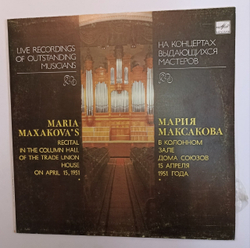 LIVE RECORDINGS
OF OUTSTANDING
MUSICIANS
MARIA
MAXAKOVA'S
RECITAL
IN THE COLUMN HALL
OF THE TRADE UNION
HOUSE
ON APRIL 15, 1951
НА КОНЦЕРТАХ
ВЫДАЮЩИХСЯ
МАСТЕРОВ
МАРИЯ
МАКСАКОВА
В КОЛОННОМ
ЗАЛЕ
ДОМА СОЮЗОВ
15 АПРЕЛЯ
1951 ГОДА